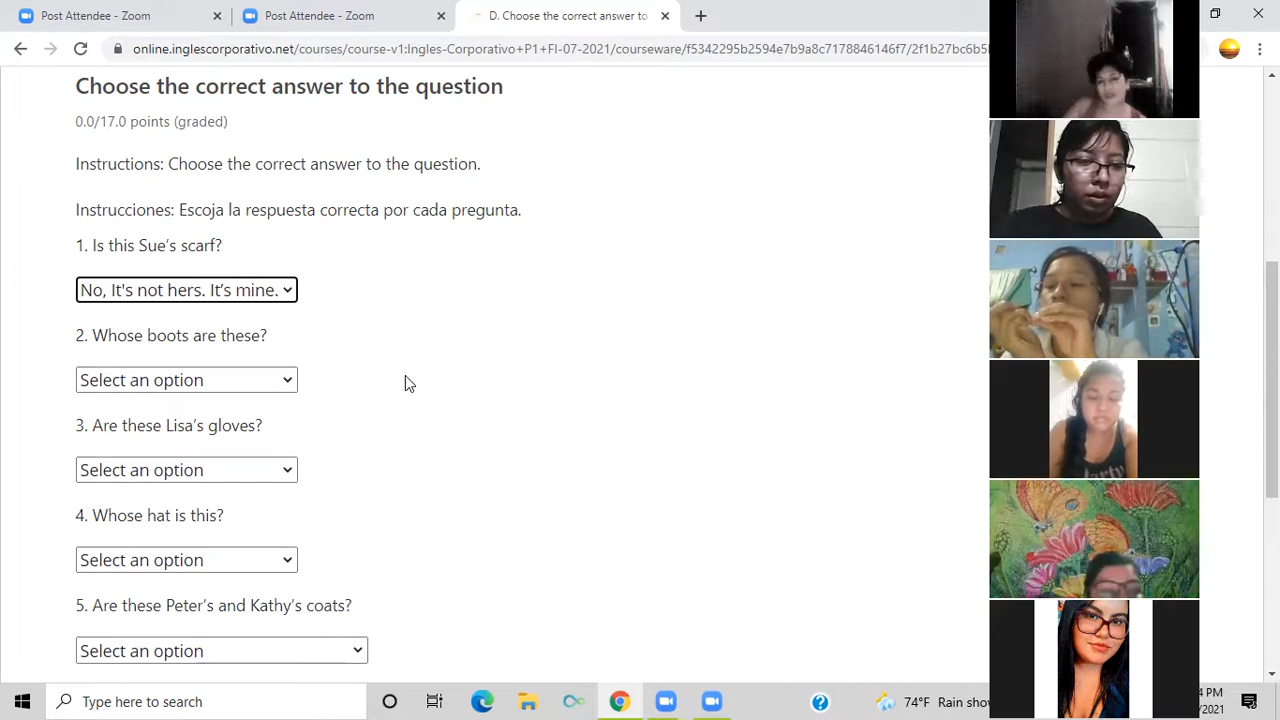 Post Attendee - Zoom
Post Attendee - Zoom
D. Choose the correct answer to
online.inglescorporativo.net/courses/course-v1:Ingles-Corporativo+P1+FI-07-2021/courseware/f5342295b2594e7b9a8c7178846146f7/2f1b27bc6b5
Choose the correct answer to the question
0.0/17.0 points (graded)
Instructions: Choose the correct answer to the question.
Instrucciones: Escoja la respuesta correcta por cada pregunta.
1. Is this Sue's scarf?
No, It's not hers. It's mine.
2. Whose boots are these?
Select an option
3. Are these Lisa's gloves?
Select an option
4. Whose hat is this?
Select an option
5. Are these Peter's and Kathy's coats?
Select an option
Type here to search
74°F Rain sho
4 PM
/2021